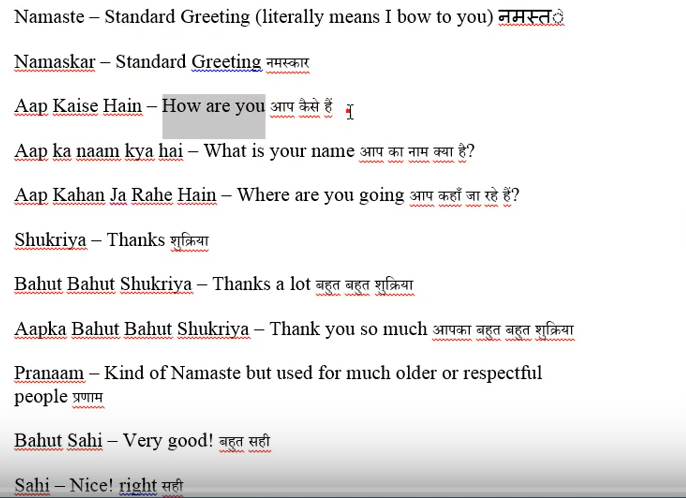 Namaste – Standard Greeting (literally means I bow to you) नमस्त​े
Namaskar – Standard Greeting नमस्कार
Aap Kaise Hain – How are you आप कैसे हैं
Aap ka naam kya hai – What is your name आप का नाम क्या है?
Aap Kahan Ja Rahe Hain – Where are you going आप कहाँ जा रहे हैं?
Shukriya – Thanks शुक्रिया
Bahut Bahut Shukriya – Thanks a lot बहुत बहुत शुक्रिया
Aapka Bahut Bahut Shukriya – Thank you so much आपका बहुत बहुत शुक्रिया
Pranaam – Kind of Namaste but used for much older or respectful
people प्रणाम
Bahut Sahi – Very good! बहुत सही
Sahi – Nice! right सही